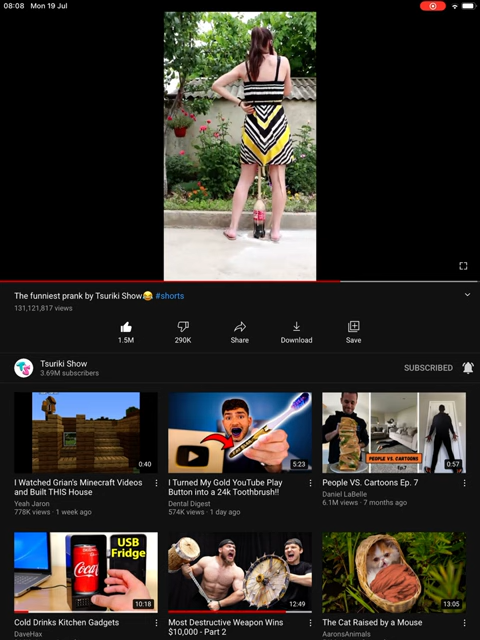 08:08 Mon 19 Jul
The funniest prank by Tsuriki Show😂 #shorts
131,121,817 views
1.5M
290K
Share
Download
Save
Tsuriki Show
3.69M subscribers
SUBSCRIBED
0:40
5:23
PEOPLE VS. CARTOONS
Ep.7
0:57
I Watched Grian's Minecraft Videos and Built THIS House
Yeah Jaron
778K views · 1 week ago
I Turned My Gold YouTube Play Button into a 24k Toothbrush!!
Dental Digest
574K views · 1 day ago
People VS. Cartoons Ep. 7
Daniel LaBelle
6.1M views · 7 months ago
USB
Fridge
Coca
10:18
12:49
13:05
Cold Drinks Kitchen Gadgets
DaveHax
Most Destructive Weapon Wins $10,000 - Part 2
The Cat Raised by a Mouse
AaronsAnimals